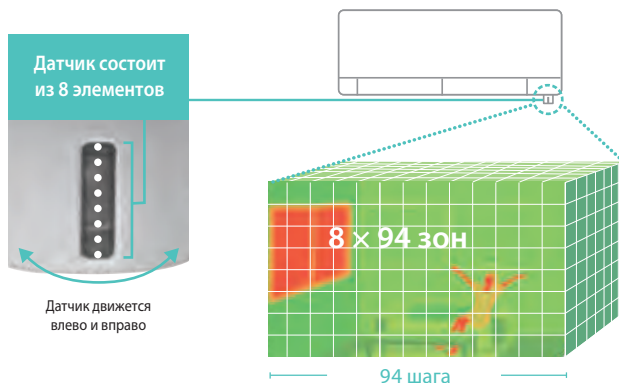 Датчик состоит
из 8 элементов
8 × 94 зон
Датчик движется
влево и вправо
94 шага